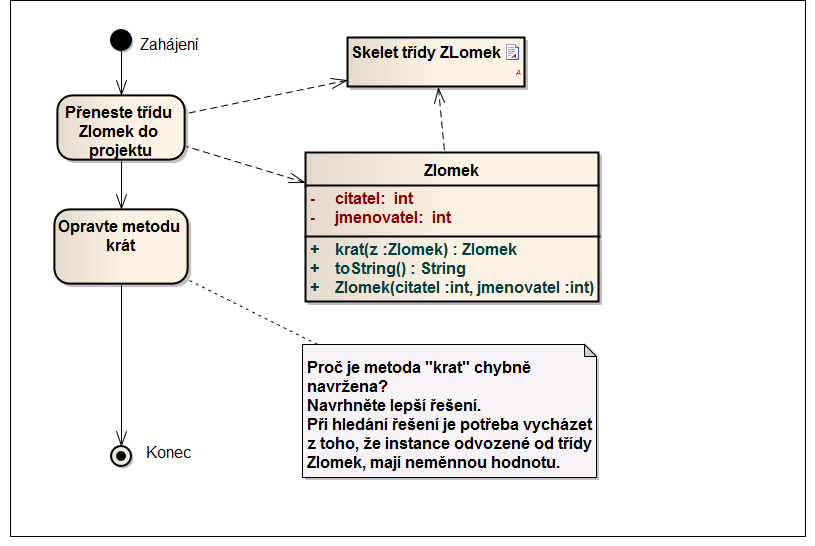 Zahájení
Skelet třídy ZLomek
A
Přeneste třídu
Zlomek do
projektu
Zlomek
- citatel: int
- jmenovatel: int
+ krat(z :Zlomek) : Zlomek
+ toString() : String
+ Zlomek(citatel :int, jmenovatel :int)
Opravte metodu
krát
Proč je metoda "krat" chybně
navržena?
Navrhněte lepší řešení.
Při hledání řešení je potřeba vycházet
z toho, že instance odvozené od třídy
Zlomek, mají neměnnou hodnotu.
Konec